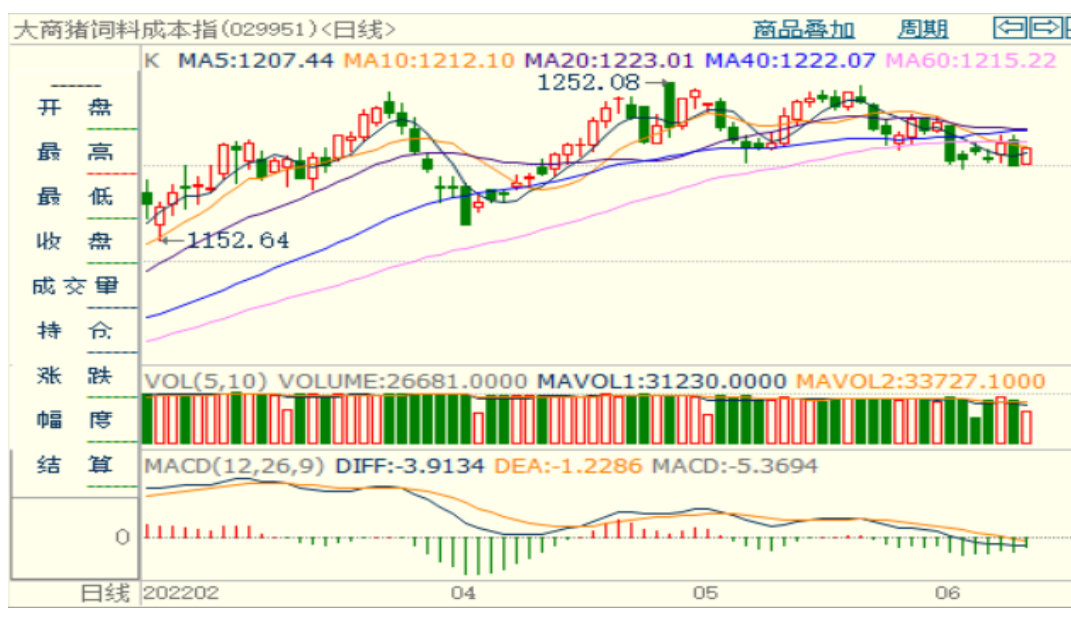 大商猪饲料成本指(029951)<日线> 商品叠加 周期
K MA5:1207.44 MA10:1212.10 MA20:1223.01 MA40:1222.07 MA60:1215.22
1252.08
开 盘
最 高
最 低
收 盘
1152.64
成交量
持 仓
涨 跌
VOL(5,10) VOLUME:26681.0000 MAVOL1:31230.0000 MAVOL2:33727.1000
幅 度
结 算
MACD(12,26,9) DIFF:-3.9134 DEA:-1.2286 MACD:-5.3694
0
日线 202202 04 05 06